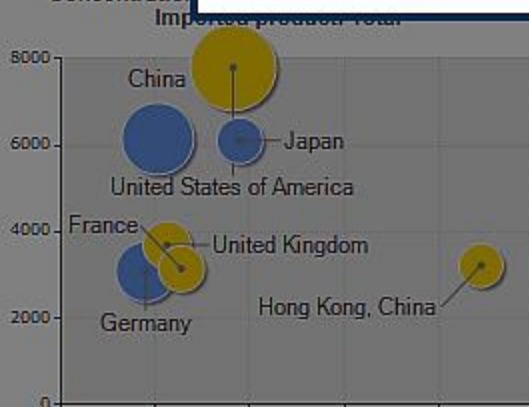 Imported product: Total
8000
China
6000
Japan
United States of America
4000
France
United Kingdom
Hong Kong, China
2000
Germany
0